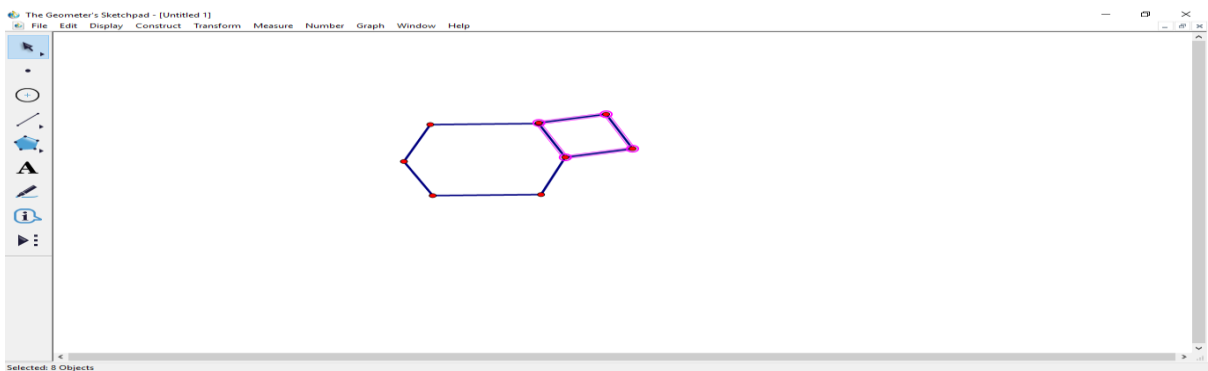 The Geometer's Sketchpad - [Untitled 1]
File Edit Display Construct Transform Measure Number Graph Window Help
A
Selected: 8 Objects